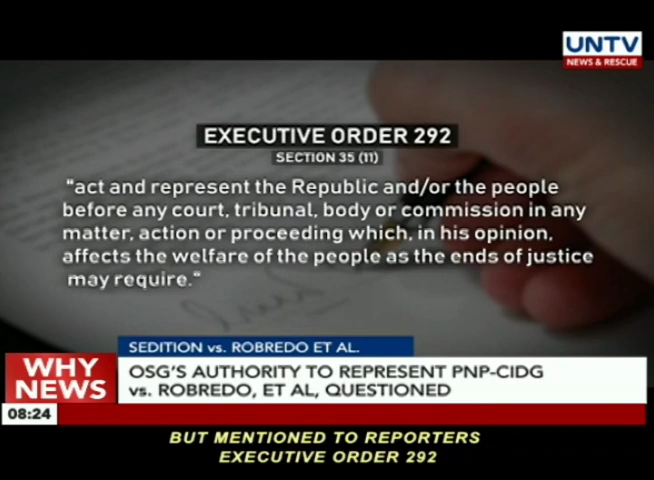 UNTV
NEWS & RESCUE
EXECUTIVE ORDER 292
SECTION 35 (11)
"act and represent the Republic and/or the people
before any court, tribunal, body or commission in any
matter, action or proceeding which, in his opinion,
affects the welfare of the people as the ends of justice
may require."
SEDITION vs. ROBREDO ET AL.
WHY
NEWS
OSG'S AUTHORITY TO REPRESENT PNP-CIDG
vs. ROBREDO, ET AL, QUESTIONED
08:24
BUT MENTIONED TO REPORTERS
EXECUTIVE ORDER 292